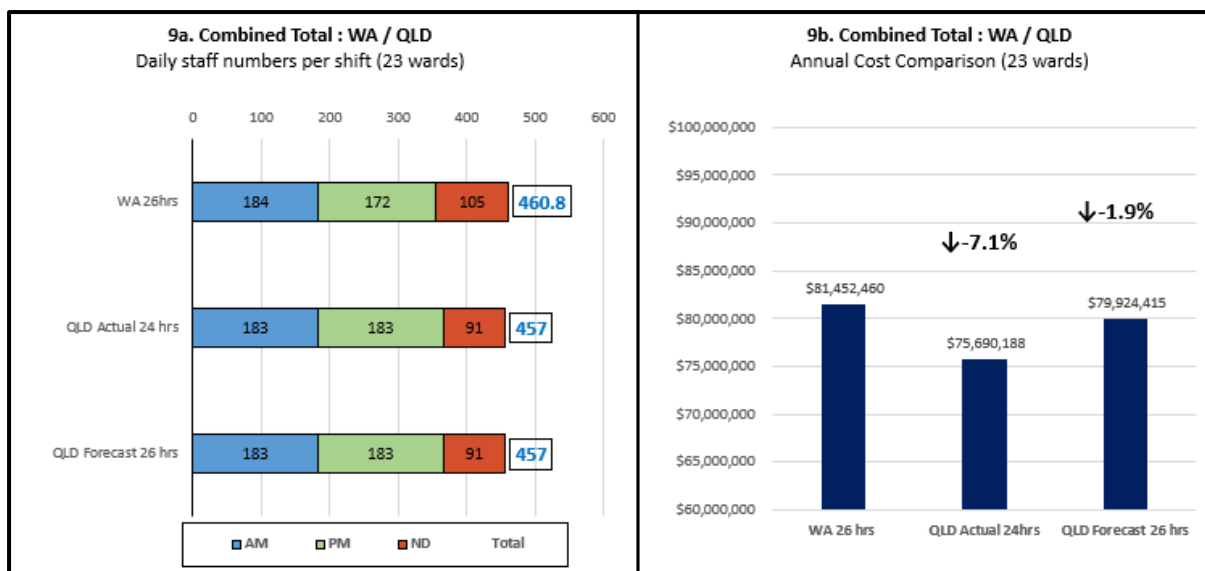 9a. Combined Total : WA / QLD
Daily staff numbers per shift (23 wards)
0 100 200 300 400 500 600
WA 26hrs 184 172 105 460.8
QLD Actual 24 hrs 183 183 91 457
QLD Forecast 26 hrs 183 183 91 457
AM PM ND Total
9b. Combined Total : WA / QLD
Annual Cost Comparison (23 wards)
$100,000,000
$95,000,000
$90,000,000
$85,000,000
$80,000,000
$75,000,000
$70,000,000
$65,000,000
$60,000,000
↓-1.9%
↓-7.1%
$81,452,460
$79,924,415
$75,690,188
WA 26 hrs QLD Actual 24hrs QLD Forecast 26 hrs